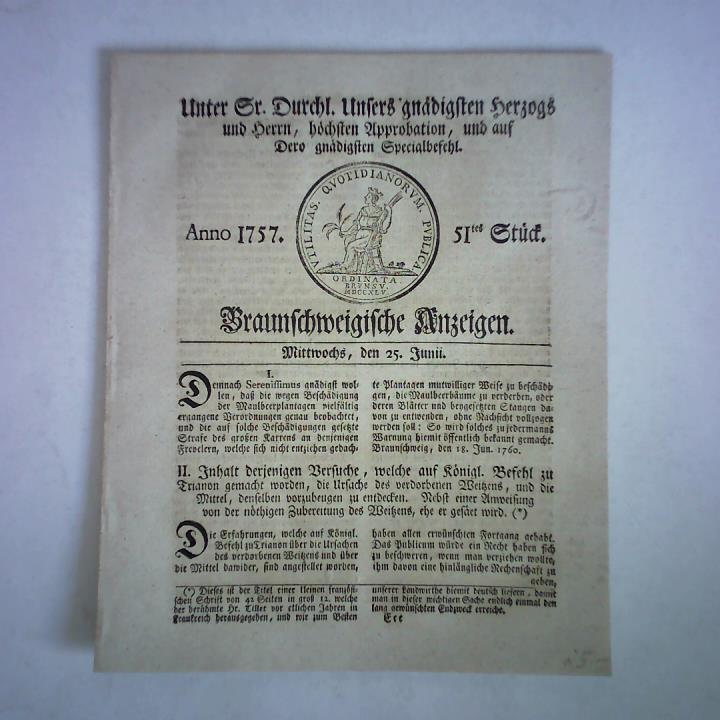 Unter Sr. Durchl. Unsers gnädigsten Herzogs
und Herrn, höchsten Approbation, und auf
Dero gnädigsten Specialbefehl.
VTILITAS. QVOTIDIANORVM. PVBLICA
ORDINATA
BRVNSV.
MDCCXLV.
Anno 1757. 51tes Stück.
Braunschweigische Anzeigen.
Mittwochs, den 25. Junii.
I.
Demnach Serenissimus gnädigst wol-
len, daß die wegen Beschädigung
der Maulbeerplantagen vielfältig
ergangene Verordnungen genau beobachtet,
und die auf solche Beschädigungen gesetzte
Strafe des großen Karrens an denjenigen
Frevelern, welche sich nicht entziehen gedach-
te Plantagen mutwilliger Weise zu beschädi-
gen, die Maulbeerbäume zu verderben, oder
deren Blätter und beygesetzten Stangen da-
von zu entwenden, ohne Nachsicht vollzogen
werden soll: So wird solches zu jedermanns
Warnung hiemit öffentlich bekannt gemacht.
Braunschweig, den 18. Jun. 1760.
II. Inhalt derjenigen Versuche, welche auf Königl. Befehl zu
Trianon gemacht worden, die Ursache des verdorbenen Weitzens, und die
Mittel, denselben vorzubeugen zu entdecken. Nebst einer Anweisung
von der nöthigen Zubereitung des Weitzens, ehe er gesäet wird. (*)
Die Erfahrungen, welche auf Königl.
Befehl zu Trianon über die Ursachen
des verdorbenen Weitzens und über
die Mittel dawider, sind angestellet worden,
haben allen erwünschten Fortgang gehabt.
Das Publicum würde ein Recht haben sich
zu beschweren, wenn man verziehen wollte,
ihm davon eine hinlängliche Rechenschaft zu
geben,
(*) Dieses ist der Titel einer kleinen französi-
schen Schrift von 42 Seiten in groß 12. welche
der berühmte Hr. Tillet vor etlichen Jahren in
Frankreich herausgegeben, und wir zum Besten
unserer Landwirthe hiemit deutsch liefern, damit
man in dieser wichtigen Sache endlich einmal den
lang gewünschten Endzweck erreiche.
Eee